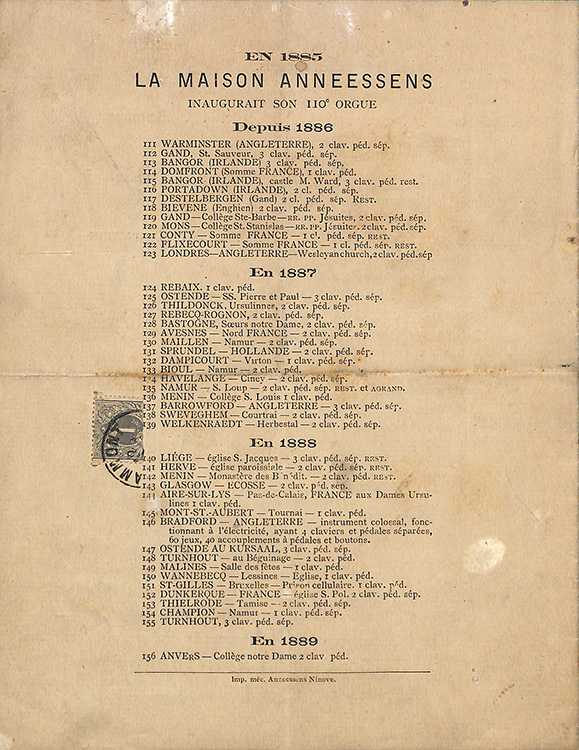 EN 1885
LA MAISON ANNEESSENS
INAUGURAIT SON 110e ORGUE
Depuis 1886
111 WARMINSTER (ANGLETERRE), 2 clav. péd. sép.
112 GAND, St. Sauveur, 3 clav. péd. sép.
113 BANGOR (IRLANDE) 3 clav. péd. sép.
114 DOMFRONT (Somme FRANCE), 1 clav. péd.
115 BANGOR (IRLANDE), castle M. Ward, 3 clav. péd. rest.
116 PORTADOWN (IRLANDE), 2 cl. péd. sép.
117 DESTELBERGEN (Gand) 2 cl. péd. sép. REST.
118 BIEVENE (Enghien) 2 clav. péd. sép.
119 GAND — Collège Ste-Barbe — RR. PP. Jésuites, 2 clav. péd. sép.
120 MONS — Collège St. Stanislas — RR. PP. Jésuites. 2 clav. péd. sép.
121 CONTY — Somme FRANCE — 1 cl. péd. sép. REST.
122 FLIXECOURT — Somme FRANCE — 1 cl. péd. sép. REST.
123 LONDRES—ANGLETERRE—Wesleyan church, 2 clav. péd. sép
En 1887
124 REBAIX. 1 clav. péd.
125 OSTENDE — SS. Pierre et Paul — 3 clav. péd. sép.
126 THILDONCK, Ursulinnes, 2 clav. péd. sép.
127 REBECQ-ROGNON, 2 clav. péd. sép.
128 BASTOGNE, Sœurs notre Dame, 2 clav. péd. sép.
129 AVESNES — Nord FRANCE — 2 clav. péd. sép.
130 MAILLEN — Namur — 2 clav. péd. sép.
131 SPRUNDEL — HOLLANDE — 2 clav. péd. sép.
132 DAMPICOURT — Virton — 1 clav. péd. sép.
133 BIOUL — Namur — 2 clav. péd.
134 HAVELANGE — Ciney — 2 clav. péd. sép.
135 NAMUR — S. Loup — 2 clav. péd. sép. REST. et AGRAND.
136 MENIN — Collège S. Louis 1 clav. péd.
137 BARROWFORD — ANGLETERRE — 3 clav. péd. sép.
138 SWEVEGHEM — Courtrai — 2 clav. péd. sép.
139 WELKENRAEDT — Herbestal — 2 clav. péd. sép.
En 1888
140 LIÉGE — église S. Jacques — 3 clav. péd. sép. REST.
141 HERVE — église paroissiale — 2 clav. péd. sép. REST.
142 MENIN — Monastère des Bénédit. — 2 clav. péd. sép. REST.
143 GLASGOW — ECOSSE — 2 clav. péd. sép.
144 AIRE-SUR-LYS — Pas-de-Calais, FRANCE aux Dames Ursu-
lines 1 clav. péd.
145 MONT-ST.-AUBERT — Tournai — 1 clav. péd.
146 BRADFORD — ANGLETERRE — instrument colossal, fonc-
tionnant à l'électricité, ayant 4 claviers et pédales séparées,
60 jeux, 40 accouplements à pédales et boutons.
147 OSTENDE AU KURSAAL, 3 clav. péd. sép.
148 TURNHOUT — au Béguinage — 2 clav. péd.
149 MALINES — Salle des fêtes — 1 clav. péd.
150 WANNEBECQ — Lessines — Eglise, 1 clav. péd.
151 ST-GILLES — Bruxelles — Prison cellulaire. 1 clav. péd.
152 DUNKERQUE — FRANCE — église S. Pol. 2 clav. péd. sép.
153 THIELRODE — Tamise — 2 clav. péd. sép.
154 CHAMPION — Namur — 1 clav. péd. sép.
155 TURNHOUT, 3 clav. péd. sép.
En 1889
156 ANVERS — Collège notre Dame 2 clav péd.
Imp. méc. Anneessens Ninove.